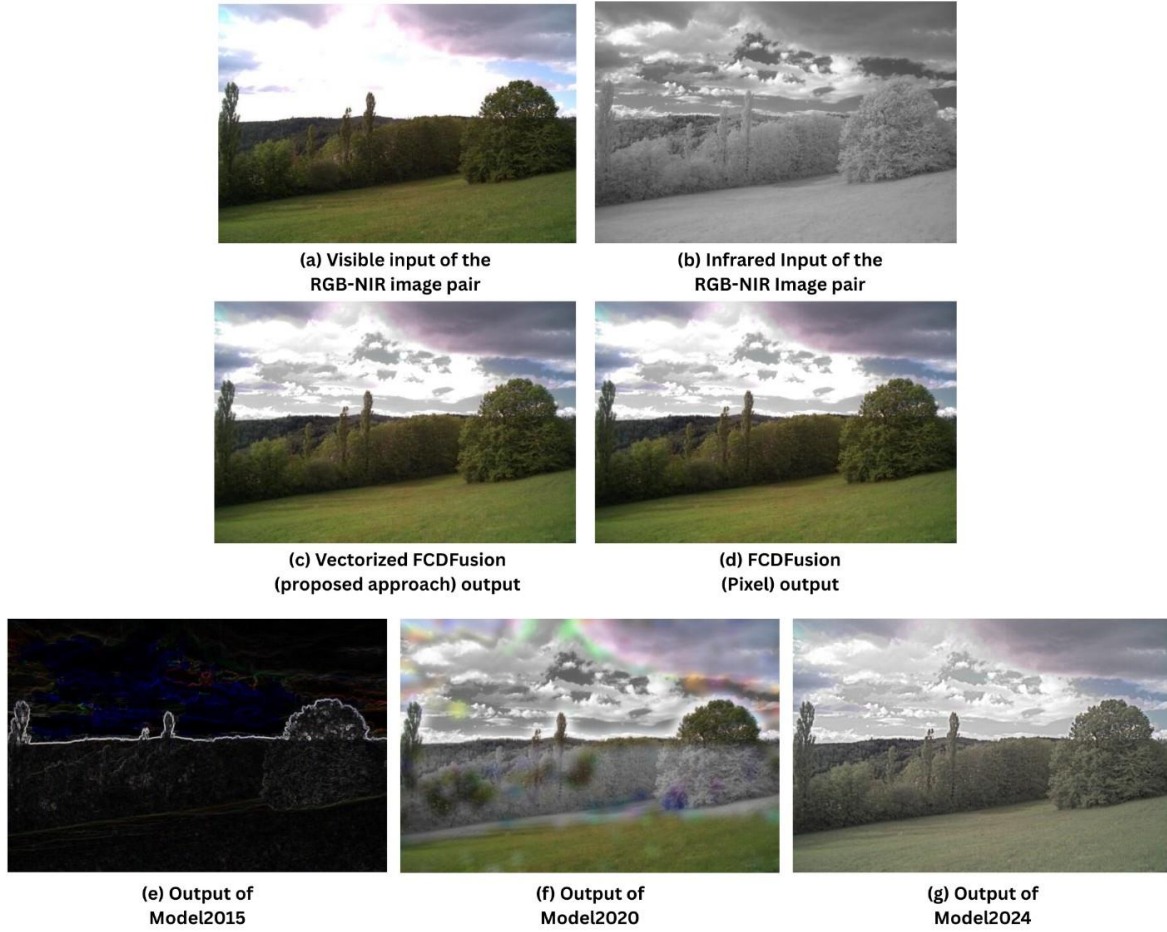 (a) Visible input of the
RGB-NIR image pair
(b) Infrared Input of the
RGB-NIR Image pair
(c) Vectorized FCDFusion
(proposed approach) output
(d) FCDFusion
(Pixel) output
(e) Output of
Model2015
(f) Output of
Model2020
(g) Output of
Model2024